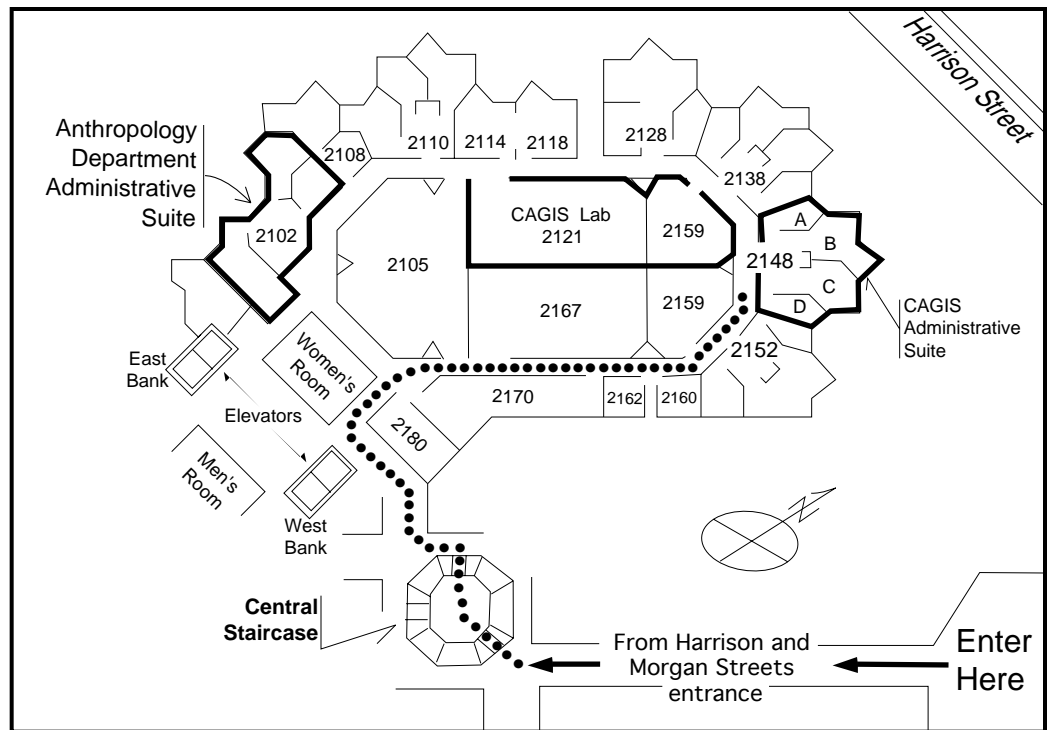 Harrison Street
Anthropology
Department
Administrative
Suite
2108
2110
2114
2118
2128
2138
2102
2105
CAGIS Lab
2121
2159
2148
A
B
C
D
2167
2159
CAGIS
Administrative
Suite
2152
East
Bank
Women's
Room
Elevators
2170
2162
2160
2180
Men's
Room
West
Bank
N
Central
Staircase
From Harrison and
Morgan Streets
entrance
Enter
Here